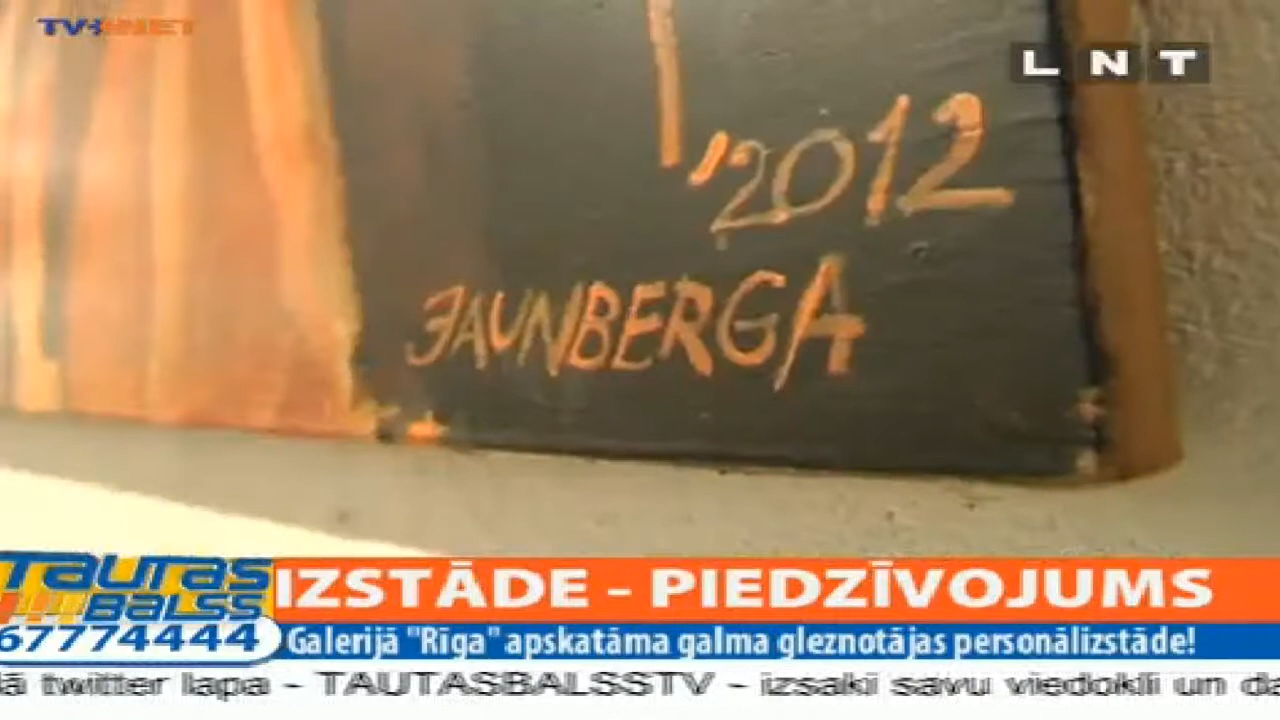 TV+NET
LNT
'2012
JAUNBERGA
Tautas
BALSS
67774444
IZSTĀDE - PIEDZĪVOJUMS
Galerijā "Rīga" apskatāma galma gleznotājas personālizstāde!
twitter lapa - TAUTASBALSSTV - izsaki savu viedokli un